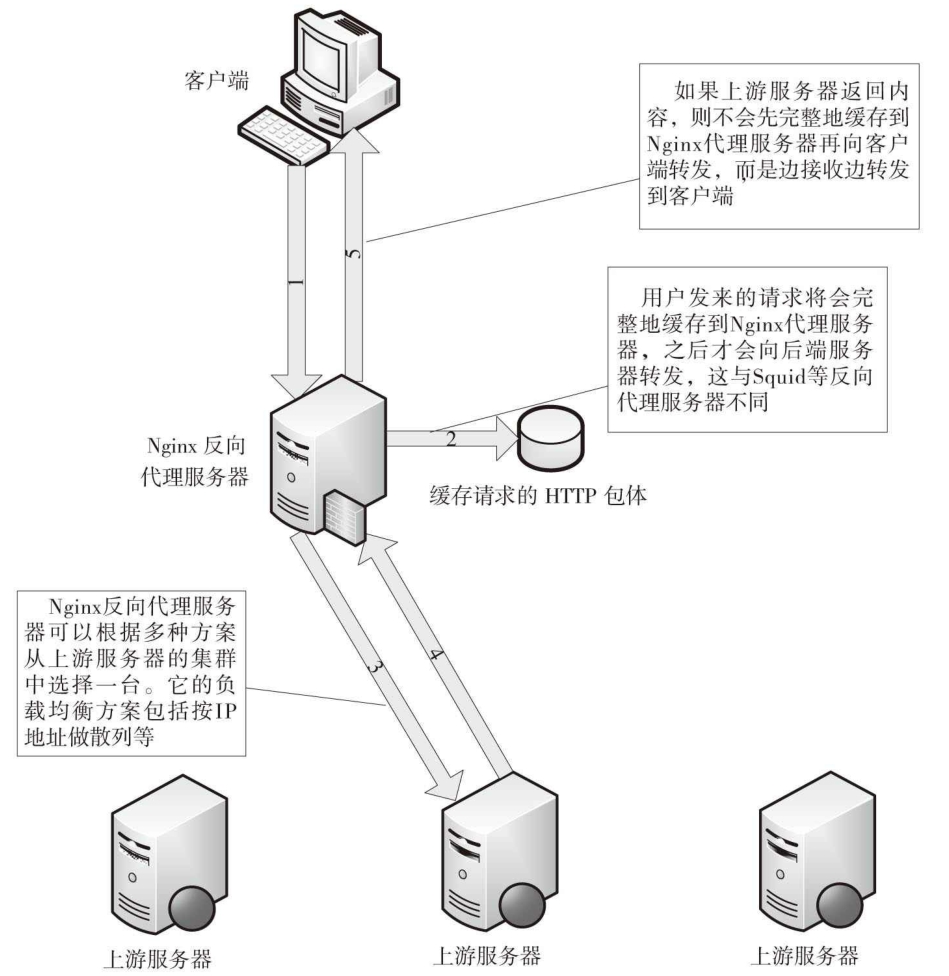 客户端
如果上游服务器返回内
容，则不会先完整地缓存到
Nginx代理服务器再向客户
端转发，而是边接收边转发
到客户端
1
5
用户发来的请求将会完
整地缓存到Nginx代理服务
器，之后才会向后端服务
器转发，这与Squid等反向
代理服务器不同
Nginx 反向
代理服务器
2
缓存请求的 HTTP 包体
Nginx反向代理服务
器可以根据多种方案
从上游服务器的集群
中选择一台。它的负
载均衡方案包括按IP
地址做散列等
3
4
上游服务器
上游服务器
上游服务器